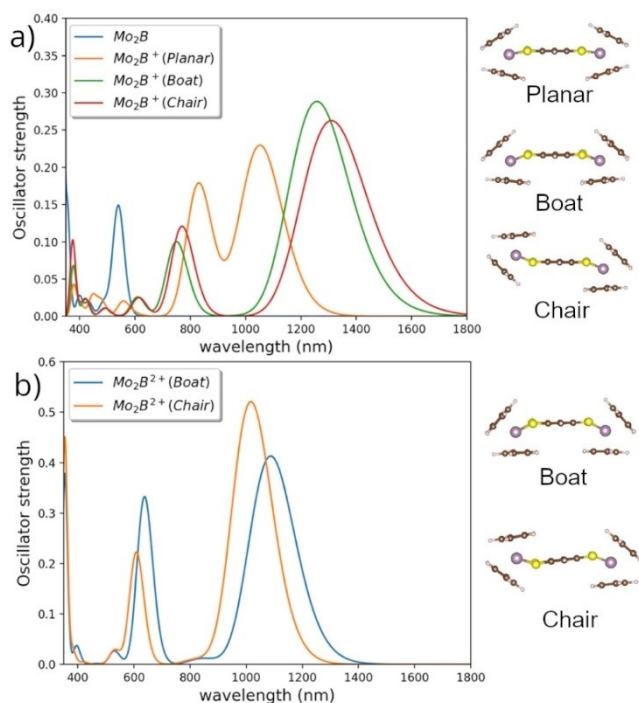 a)
Mo₂B
Mo₂B⁺(Planar)
Mo₂B⁺(Boat)
Mo₂B⁺(Chair)
Oscillator strength
0.40
0.35
0.30
0.25
0.20
0.15
0.10
0.05
0.00
400 600 800 1000 1200 1400 1600 1800
wavelength (nm)
Planar
Boat
Chair
b)
Mo₂B²⁺(Boat)
Mo₂B²⁺(Chair)
Oscillator strength
0.6
0.5
0.4
0.3
0.2
0.1
0.0
400 600 800 1000 1200 1400 1600 1800
wavelength (nm)
Boat
Chair